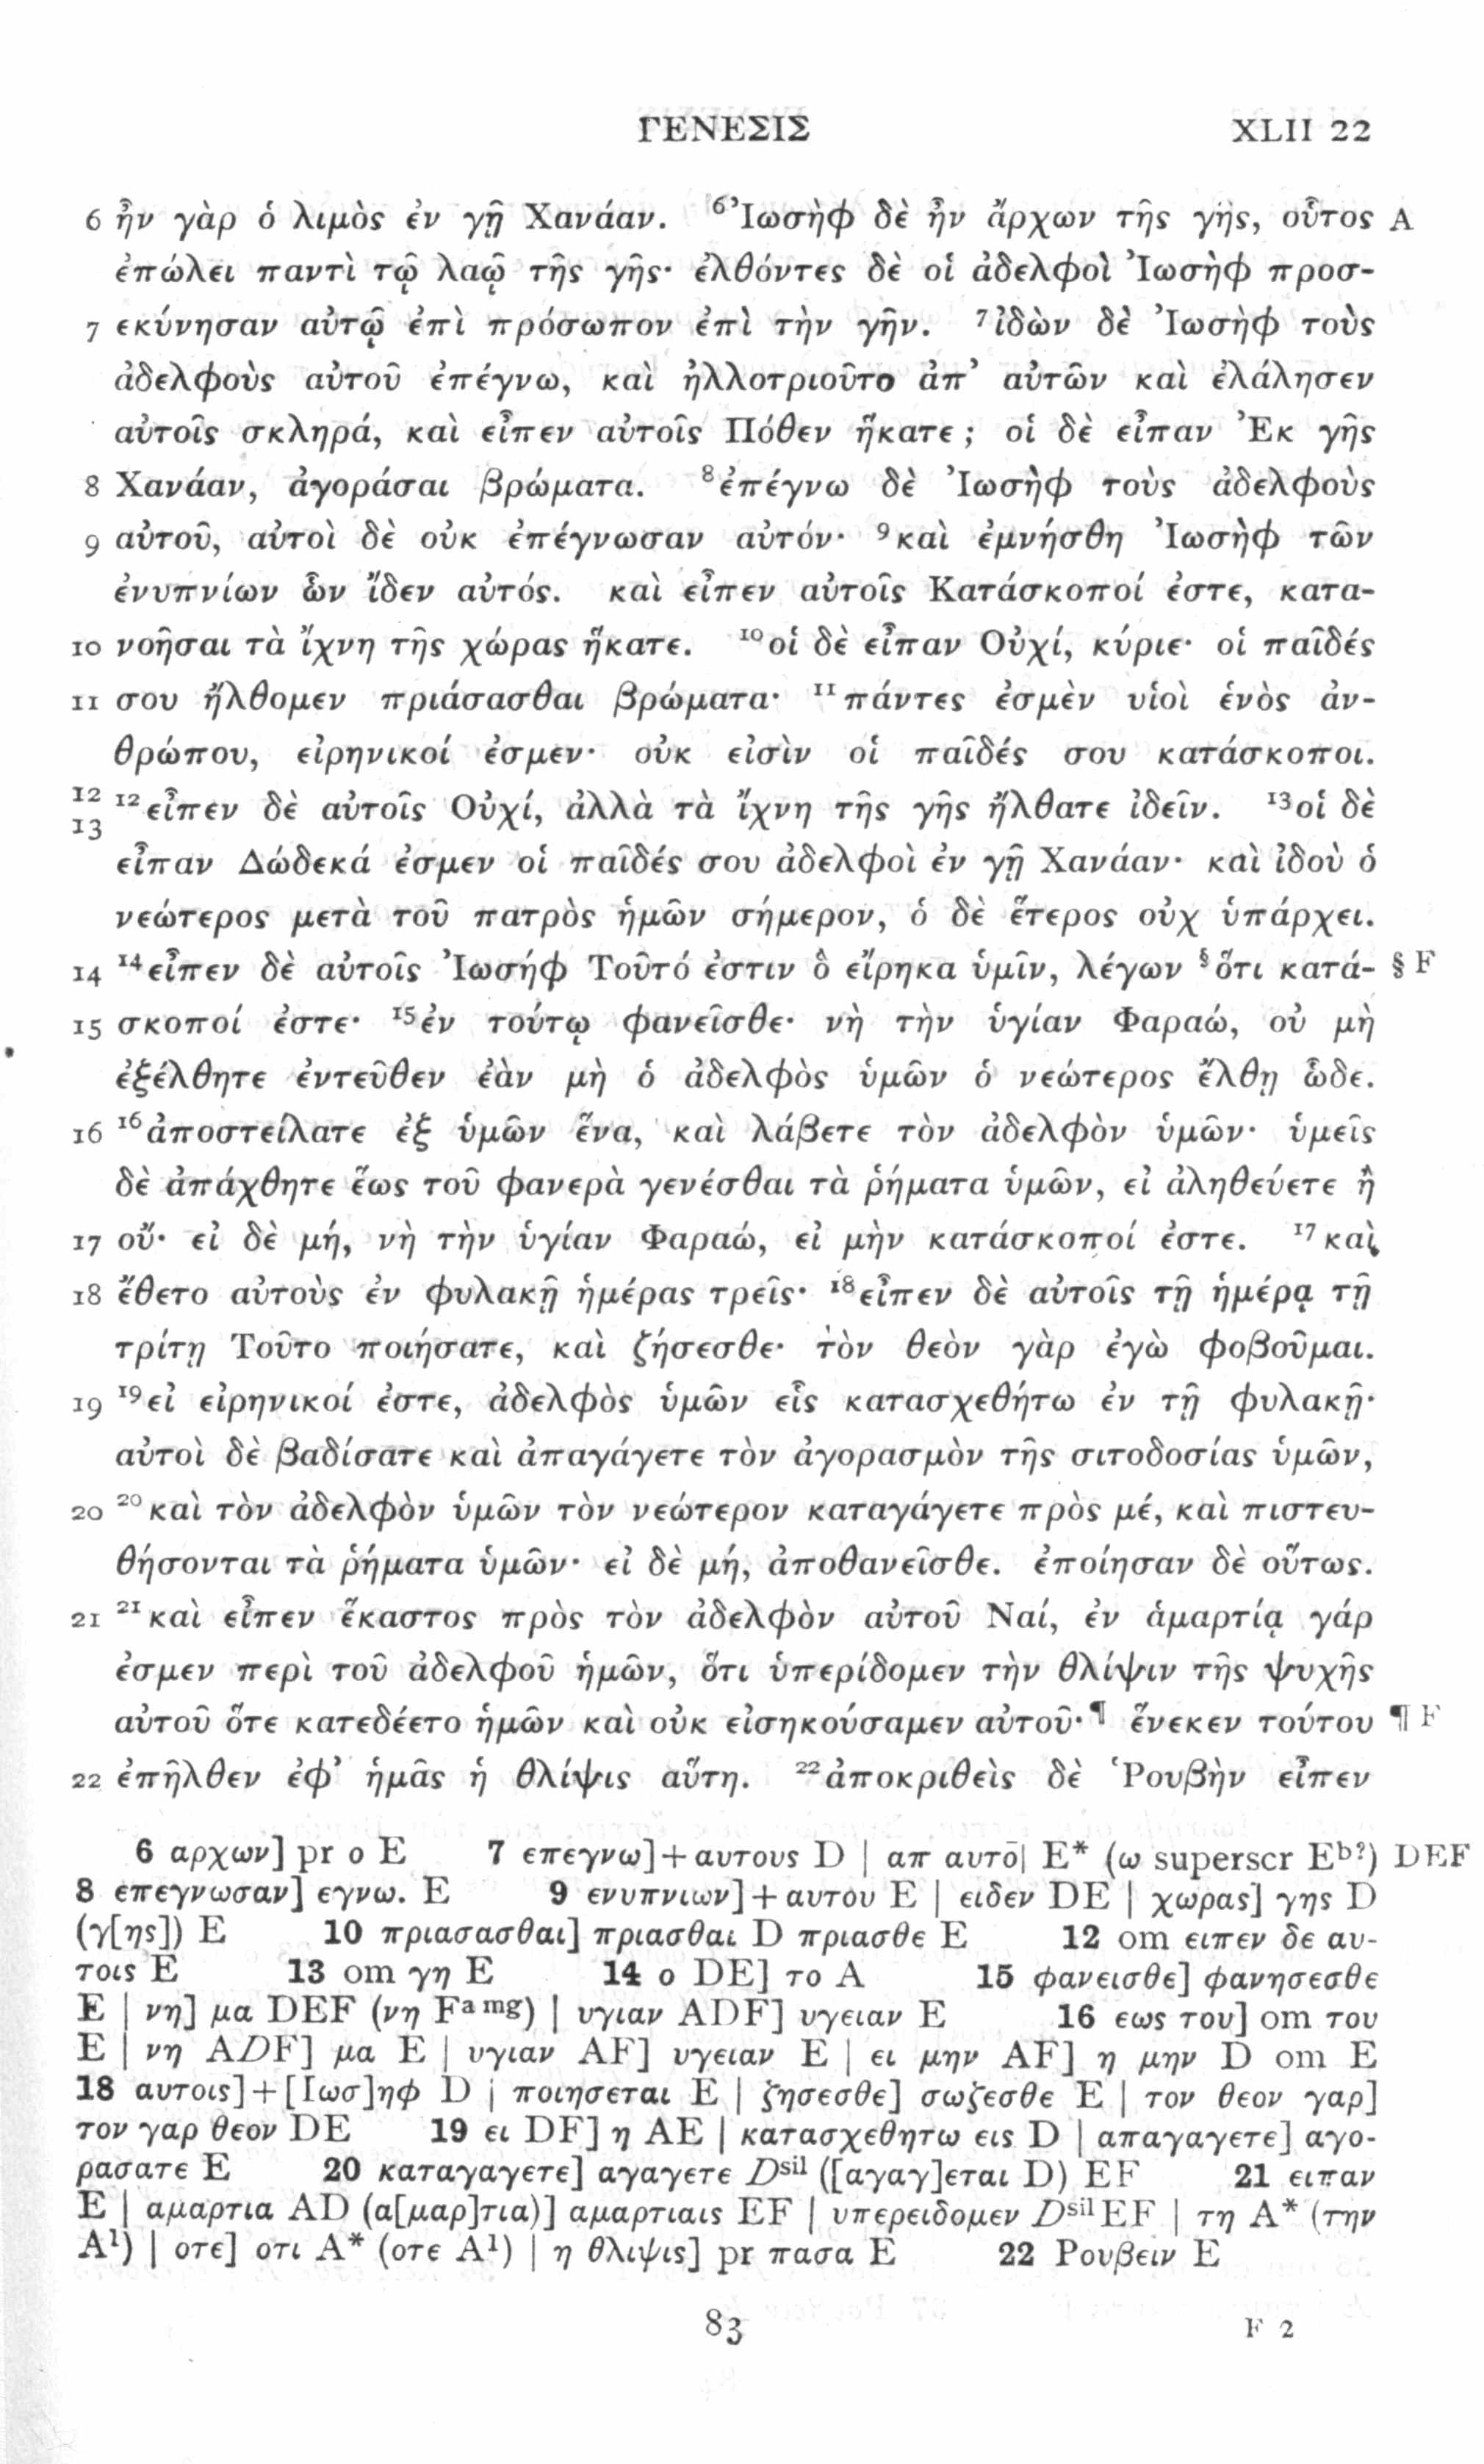 ΓΕΝΕΣΙΣ XLII 22
6 ἦν γὰρ ὁ λιμὸς ἐν γῇ Χανάαν. ⁶Ἰωσὴφ δὲ ἦν ἄρχων τῆς γῆς, οὗτος A
ἐπώλει παντὶ τῷ λαῷ τῆς γῆς· ἐλθόντες δὲ οἱ ἀδελφοὶ Ἰωσὴφ προσ-
7 εκύνησαν αὐτῷ ἐπὶ πρόσωπον ἐπὶ τὴν γῆν. ⁷ἰδὼν δὲ Ἰωσὴφ τοὺς
ἀδελφοὺς αὐτοῦ ἐπέγνω, καὶ ἠλλοτριοῦτο ἀπ’ αὐτῶν καὶ ἐλάλησεν
αὐτοῖς σκληρά, καὶ εἶπεν αὐτοῖς Πόθεν ἥκατε; οἱ δὲ εἶπαν Ἐκ γῆς
8 Χανάαν, ἀγοράσαι βρώματα. ⁸ἐπέγνω δὲ Ἰωσὴφ τοὺς ἀδελφοὺς
9 αὐτοῦ, αὐτοὶ δὲ οὐκ ἐπέγνωσαν αὐτόν· ⁹καὶ ἐμνήσθη Ἰωσὴφ τῶν
ἐνυπνίων ὧν ἴδεν αὐτός. καὶ εἶπεν αὐτοῖς Κατάσκοποί ἐστε, κατα-
10 νοῆσαι τὰ ἴχνη τῆς χώρας ἥκατε. ¹⁰οἱ δὲ εἶπαν Οὐχί, κύριε· οἱ παῖδές
11 σου ἤλθομεν πριάσασθαι βρώματα· ¹¹πάντες ἐσμὲν υἱοὶ ἑνὸς ἀν-
θρώπου, εἰρηνικοί ἐσμεν· οὐκ εἰσὶν οἱ παῖδές σου κατάσκοποι.
12 ¹²εἶπεν δὲ αὐτοῖς Οὐχί, ἀλλὰ τὰ ἴχνη τῆς γῆς ἤλθατε ἰδεῖν. ¹³οἱ δὲ
13 εἶπαν Δώδεκά ἐσμεν οἱ παῖδές σου ἀδελφοὶ ἐν γῇ Χανάαν· καὶ ἰδοὺ ὁ
νεώτερος μετὰ τοῦ πατρὸς ἡμῶν σήμερον, ὁ δὲ ἕτερος οὐχ ὑπάρχει.
14 ¹⁴εἶπεν δὲ αὐτοῖς Ἰωσήφ Τοῦτό ἐστιν ὃ εἴρηκα ὑμῖν, λέγων §ὅτι κατά- § F
15 σκοποί ἐστε· ¹⁵ἐν τούτῳ φανεῖσθε· νὴ τὴν ὑγίαν Φαραώ, οὐ μὴ
ἐξέλθητε ἐντεῦθεν ἐὰν μὴ ὁ ἀδελφὸς ὑμῶν ὁ νεώτερος ἔλθῃ ὧδε.
16 ¹⁶ἀποστείλατε ἐξ ὑμῶν ἕνα, καὶ λάβετε τὸν ἀδελφὸν ὑμῶν· ὑμεῖς
δὲ ἀπάχθητε ἕως τοῦ φανερὰ γενέσθαι τὰ ῥήματα ὑμῶν, εἰ ἀληθεύετε ἢ
17 οὔ· εἰ δὲ μή, νὴ τὴν ὑγίαν Φαραώ, εἰ μὴν κατάσκοποί ἐστε. ¹⁷καὶ
18 ἔθετο αὐτοὺς ἐν φυλακῇ ἡμέρας τρεῖς· ¹⁸εἶπεν δὲ αὐτοῖς τῇ ἡμέρᾳ τῇ
τρίτῃ Τοῦτο ποιήσατε, καὶ ζήσεσθε· τὸν θεὸν γὰρ ἐγὼ φοβοῦμαι.
19 ¹⁹εἰ εἰρηνικοί ἐστε, ἀδελφὸς ὑμῶν εἷς κατασχεθήτω ἐν τῇ φυλακῇ·
αὐτοὶ δὲ βαδίσατε καὶ ἀπαγάγετε τὸν ἀγορασμὸν τῆς σιτοδοσίας ὑμῶν,
20 ²⁰καὶ τὸν ἀδελφὸν ὑμῶν τὸν νεώτερον καταγάγετε πρὸς μέ, καὶ πιστευ-
θήσονται τὰ ῥήματα ὑμῶν· εἰ δὲ μή, ἀποθανεῖσθε. ἐποίησαν δὲ οὕτως.
21 ²¹καὶ εἶπεν ἕκαστος πρὸς τὸν ἀδελφὸν αὐτοῦ Ναί, ἐν ἁμαρτίᾳ γάρ
ἐσμεν περὶ τοῦ ἀδελφοῦ ἡμῶν, ὅτι ὑπερίδομεν τὴν θλίψιν τῆς ψυχῆς
αὐτοῦ ὅτε κατεδέετο ἡμῶν καὶ οὐκ εἰσηκούσαμεν αὐτοῦ·¶ ἕνεκεν τούτου ¶ F
22 ἐπῆλθεν ἐφ’ ἡμᾶς ἡ θλίψις αὕτη. ²²ἀποκριθεὶς δὲ Ῥουβὴν εἶπεν
6 αρχων] pr ο E 7 επεγνω]+αυτους D | απ αυτο̄| E* (ω superscr Eᵇ?) DEF
8 επεγνωσαν] εγνω. E 9 ενυπνιων]+αυτου E | ειδεν DE | χωρας] γης D
(γ[ης]) E 10 πριασασθαι] πριασθαι D πριασθε E 12 om ειπεν δε αυ-
τοις E 13 om γη E 14 ο DE] το A 15 φανεισθε] φανησεσθε
E | νη] μα DEF (νη Fᵃ ᵐᵍ) | υγιαν ADF] υγειαν E 16 εως του] om του
E | νη ADF] μα E | υγιαν AF] υγειαν E | ει μην AF] η μην D om E
18 αυτοις]+[Ιωσ]ηφ D | ποιησεται E | ζησεσθε] σωζεσθε E | τον θεον γαρ]
τον γαρ θεον DE 19 ει DF] η AE | κατασχεθητω εις D | απαγαγετε] αγο-
ρασατε E 20 καταγαγετε] αγαγετε Dˢⁱˡ ([αγαγ]εται D) EF 21 ειπαν
E | αμαρτια AD (α[μαρ]τια)] αμαρτιαις EF | υπερειδομεν Dˢⁱˡ EF | τη A* (την
A¹) | οτε] οτι A* (οτε A¹) | η θλιψις] pr πασα E 22 Ρουβειν E
83 F 2